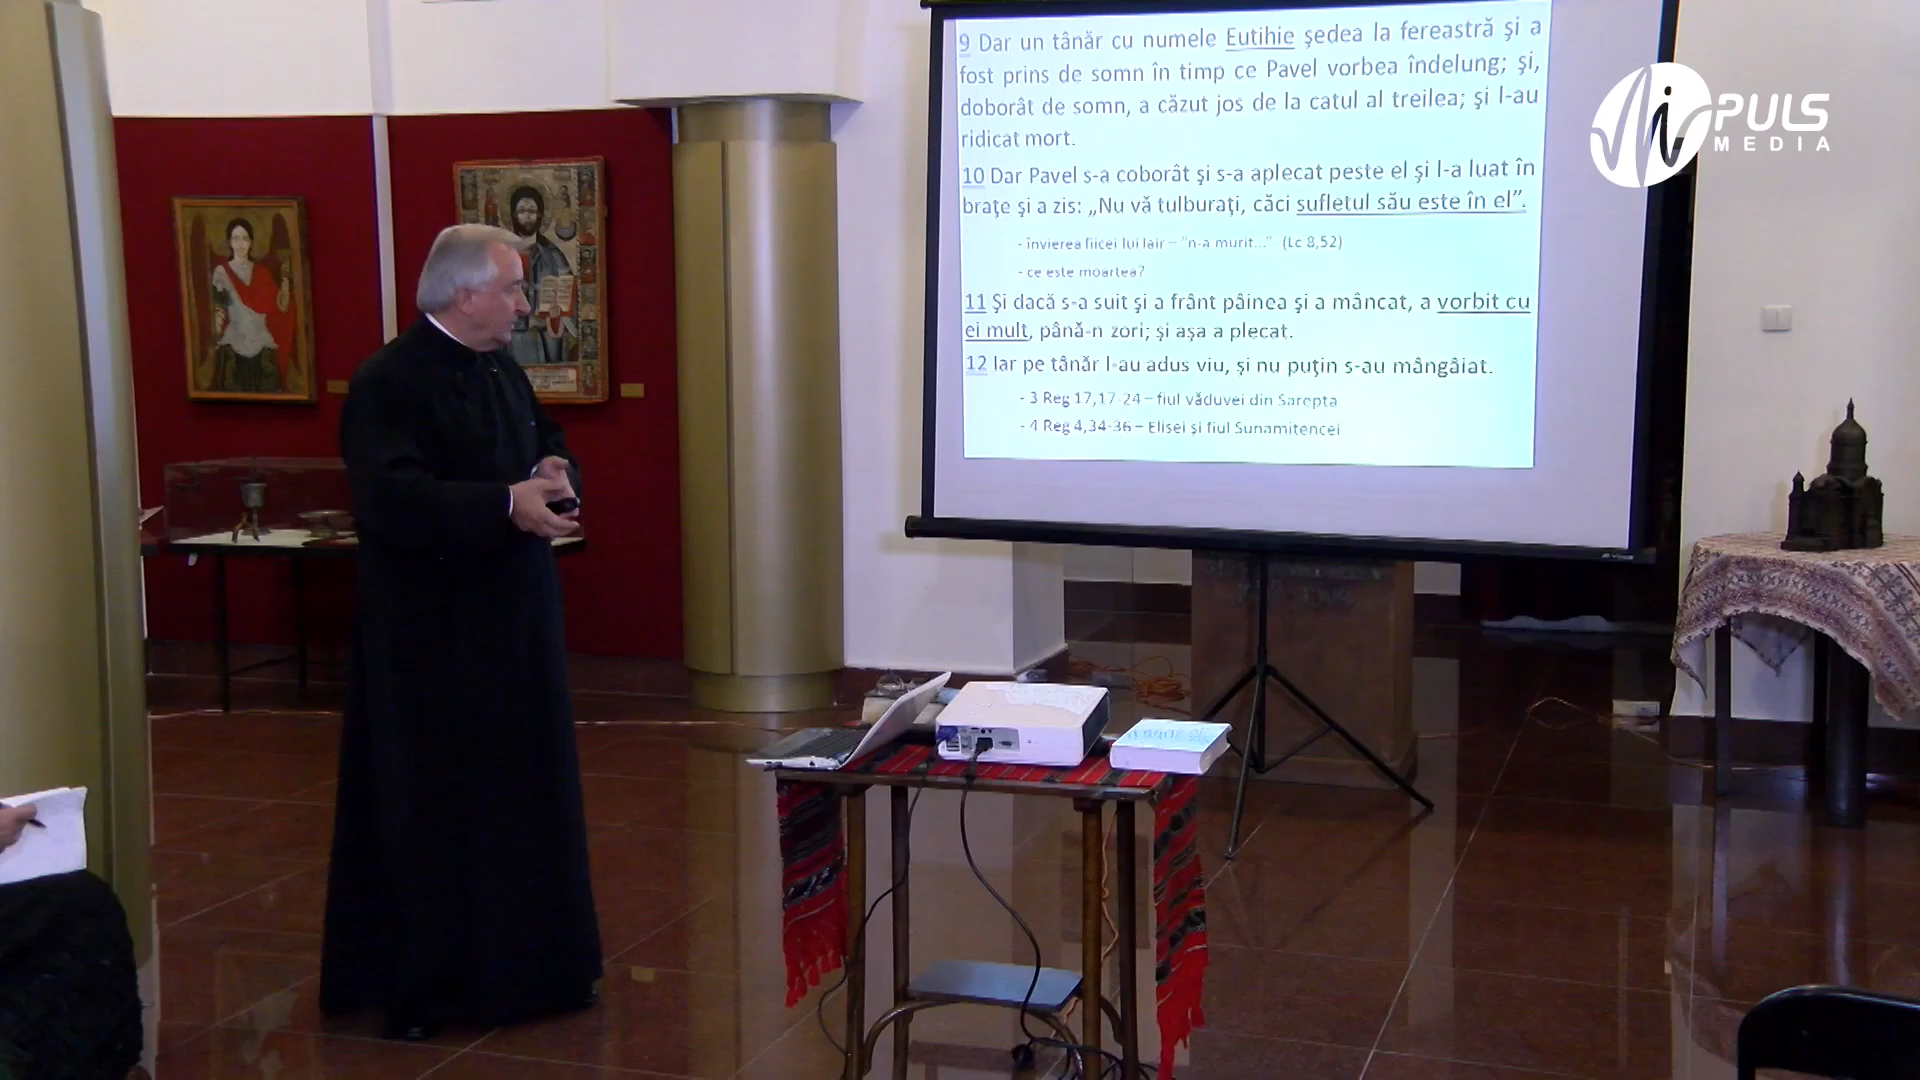 9 Dar un tânăr cu numele Eutihie şedea la fereastră şi a
fost prins de somn în timp ce Pavel vorbea îndelung; şi,
doborât de somn, a căzut jos de la catul al treilea; şi l-au
ridicat mort.
10 Dar Pavel s-a coborât şi s-a aplecat peste el şi l-a luat în
braţe şi a zis: „Nu vă tulburaţi, căci sufletul său este în el”.
- învierea fiicei lui Iair – “n-a murit...” (Lc 8,52)
- ce este moartea?
11 Şi dacă s-a suit şi a frânt pâinea şi a mâncat, a vorbit cu
ei mult, până-n zori; şi aşa a plecat.
12 Iar pe tânăr l-au adus viu, şi nu puţin s-au mângâiat.
- 3 Reg 17,17-24 – fiul văduvei din Sarepta
- 4 Reg 4,34-36 – Elisei şi fiul Sunamitencei
PULS
MEDIA